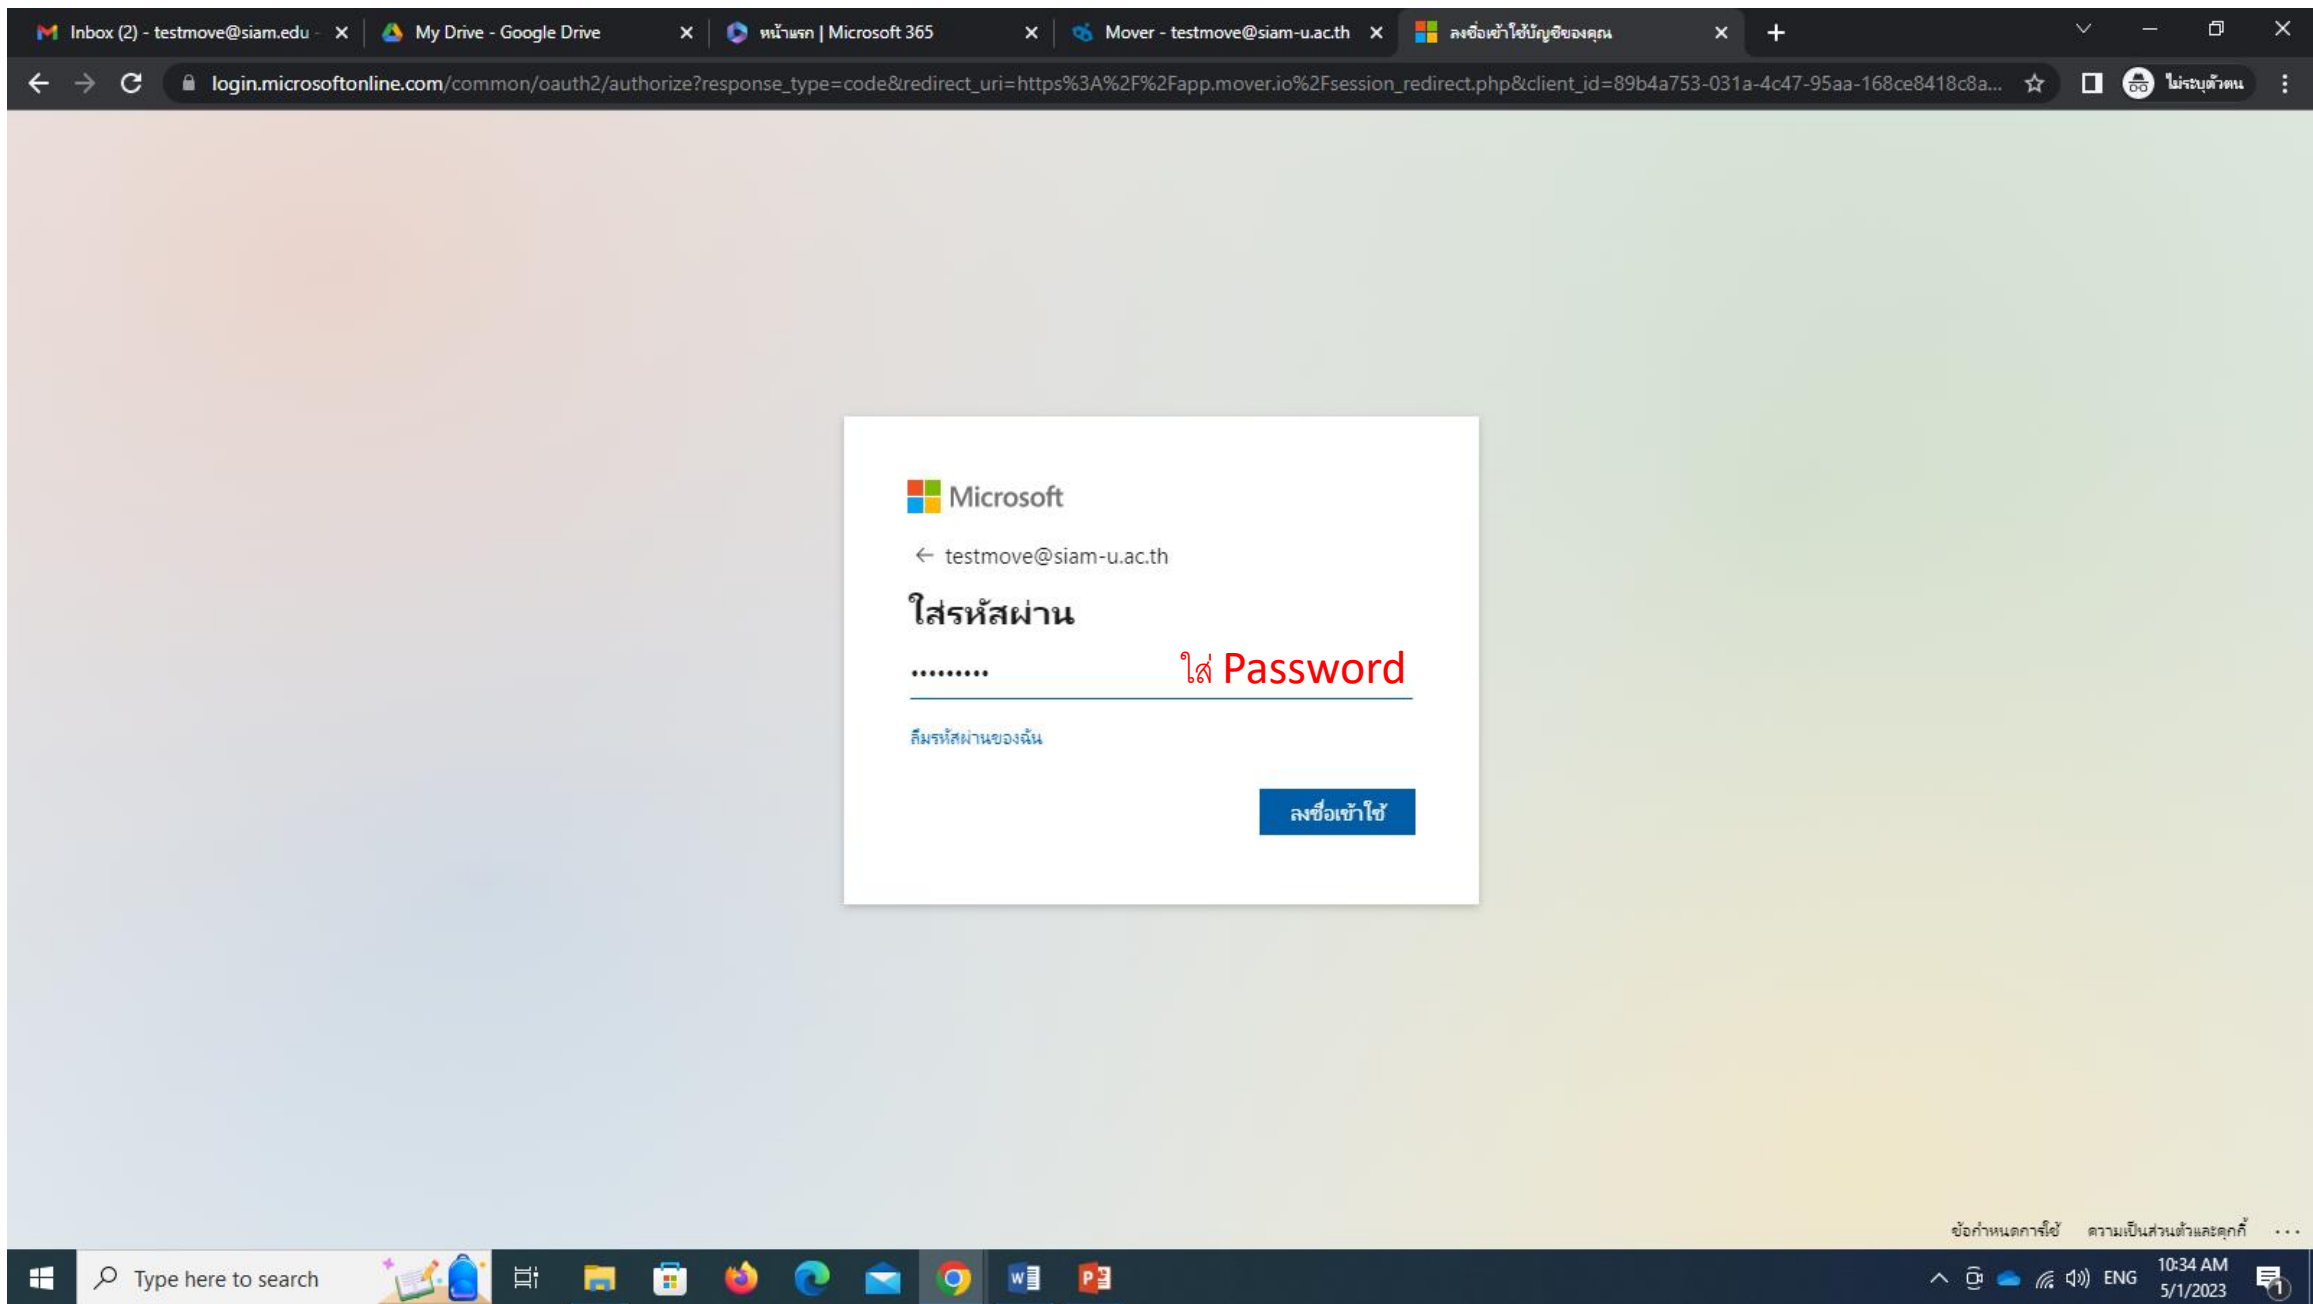 Inbox (2) - testmove@siam.edu -
My Drive - Google Drive
หน้าแรก | Microsoft 365
Mover - testmove@siam-u.ac.th
ลงชื่อเข้าใช้บัญชีของคุณ
login.microsoftonline.com/common/oauth2/authorize?response_type=code&redirect_uri=https%3A%2F%2Fapp.mover.io%2Fsession_redirect.php&client_id=89b4a753-031a-4c47-95aa-168ce8418c8a...
ไม่ระบุตัวตน
Microsoft
testmove@siam-u.ac.th
ใส่รหัสผ่าน
ใส่ Password
ลืมรหัสผ่านของฉัน
ลงชื่อเข้าใช้
ข้อกำหนดการใช้ ความเป็นส่วนตัวและคุกกี้ ...
Type here to search
ENG
10:34 AM
5/1/2023
1